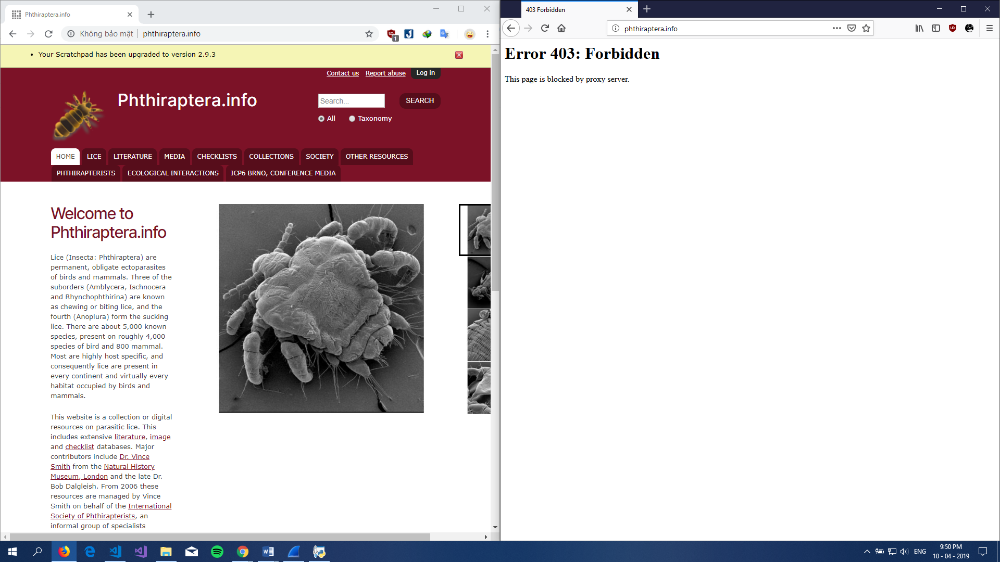 Phthiraptera.info
Không bảo mật
phthiraptera.info
1
Your Scratchpad has been upgraded to version 2.9.3
Contact us
Report abuse
Log in
Phthiraptera.info
Search...
SEARCH
All
Taxonomy
HOME
LICE
LITERATURE
MEDIA
CHECKLISTS
COLLECTIONS
SOCIETY
OTHER RESOURCES
PHTHIRAPTERISTS
ECOLOGICAL INTERACTIONS
ICP6 BRNO, CONFERENCE MEDIA
Welcome to
Phthiraptera.info
Lice (Insecta: Phthiraptera) are
permanent, obligate ectoparasites
of birds and mammals. Three of the
suborders (Amblycera, Ischnocera
and Rhynchophthirina) are known
as chewing or biting lice, and the
fourth (Anoplura) form the sucking
lice. There are about 5,000 known
species, present on roughly 4,000
species of bird and 800 mammal.
Most are highly host specific, and
consequently lice are present in
every continent and virtually every
habitat occupied by birds and
mammals.
This website is a collection or digital
resources on parasitic lice. This
includes extensive literature, image
and checklist databases. Major
contributors include Dr. Vince
Smith from the Natural History
Museum, London and the late Dr.
Bob Dalgleish. From 2006 these
resources are managed by Vince
Smith on behalf of the International
Society of Phthirapterists, an
informal group of specialists
403 Forbidden
phthiraptera.info
Error 403: Forbidden
This page is blocked by proxy server.
ENG
9:50 PM
10 - 04 - 2019